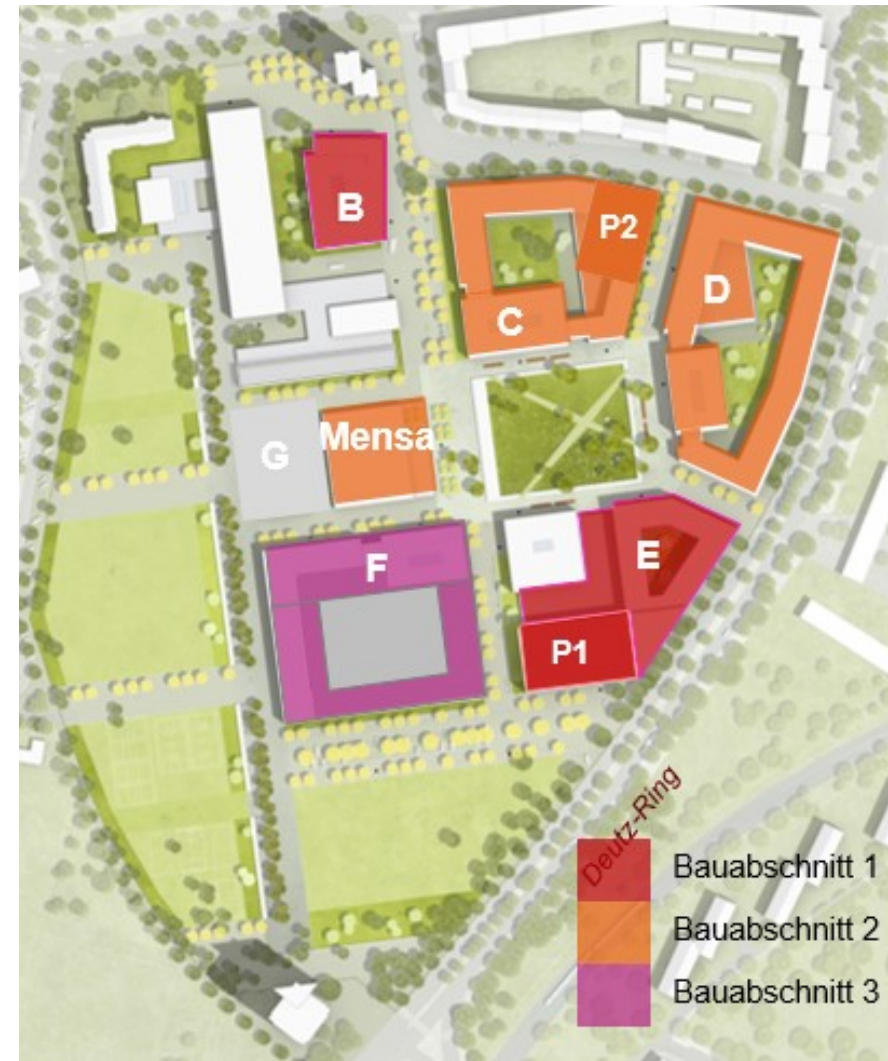 B
P2
D
C
Mensa
G
E
F
P1
Deutz-Ring
Bauabschnitt 1
Bauabschnitt 2
Bauabschnitt 3